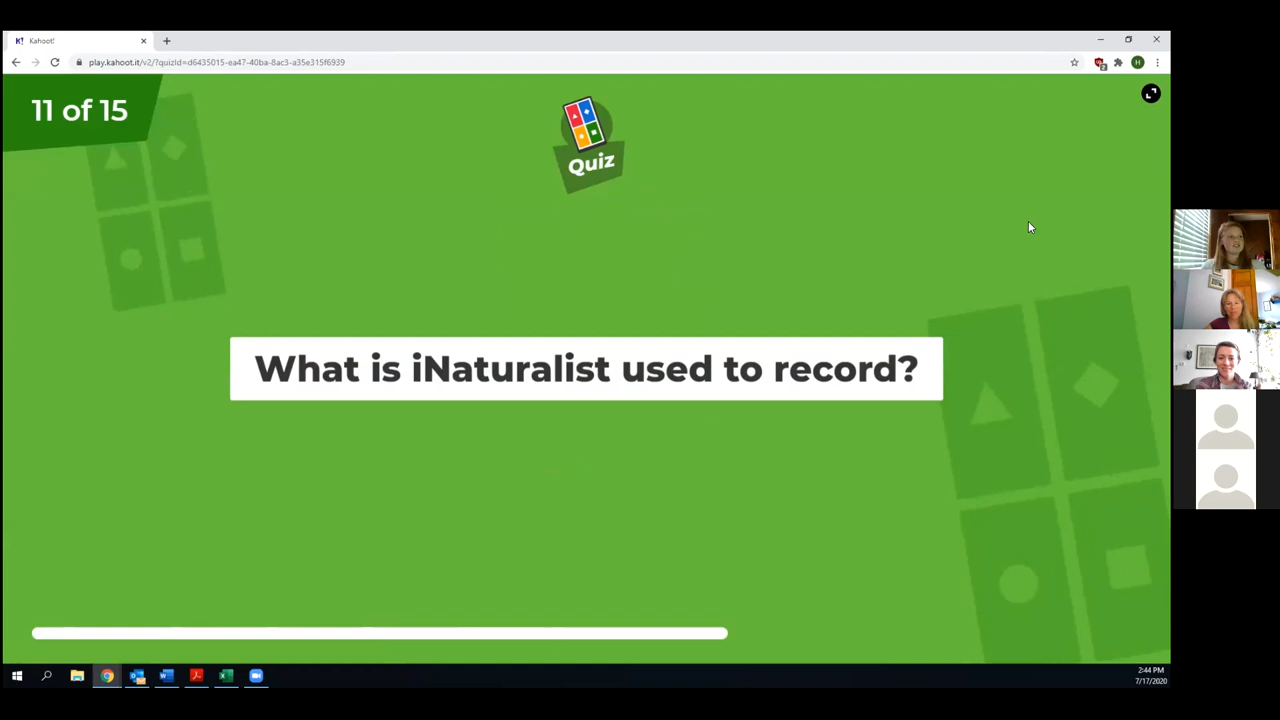 Kahoot!
play.kahoot.it/v2/?quizId=d6435015-ea47-40ba-8ac3-a35e315f6939
11 of 15
Quiz
What is iNaturalist used to record?
2:44 PM
7/17/2020